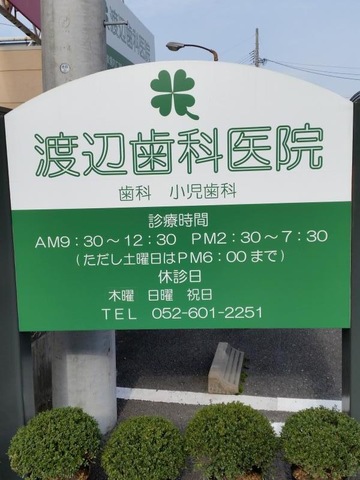 渡辺歯科医院
歯科 小児歯科
診療時間
AM9：30～12：30 PM2：30～7：30
(ただし土曜日はPM6：00まで)
休診日
木曜 日曜 祝日
TEL 052-601-2251